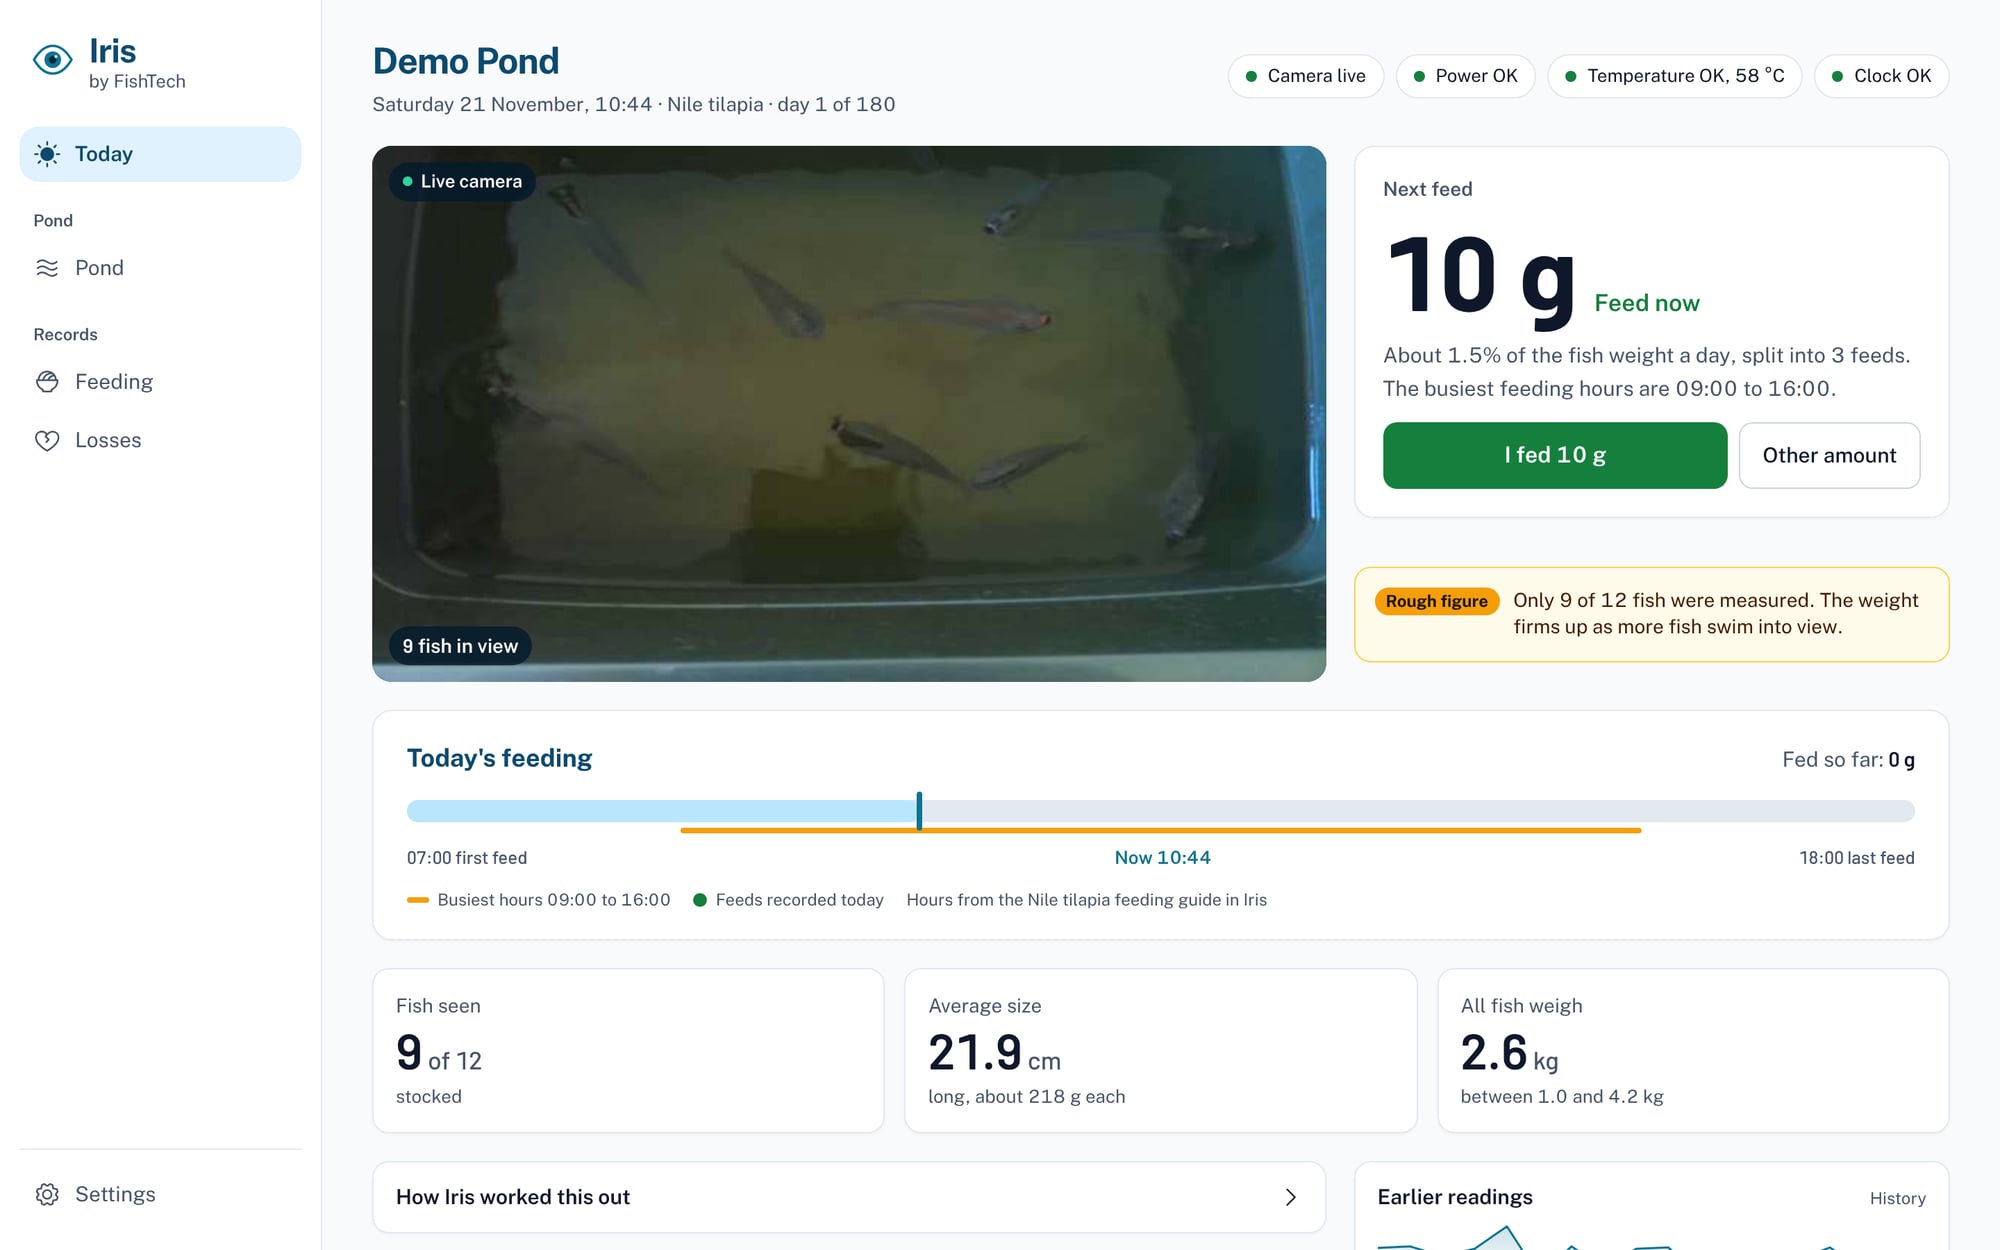 Iris
by FishTech
Today
Pond
Pond
Records
Feeding
Losses
Settings
Demo Pond
Saturday 21 November, 10:44 · Nile tilapia · day 1 of 180
Camera live
Power OK
Temperature OK, 58 °C
Clock OK
Live camera
9 fish in view
Next feed
10 g Feed now
About 1.5% of the fish weight a day, split into 3 feeds.
The busiest feeding hours are 09:00 to 16:00.
I fed 10 g
Other amount
Rough figure
Only 9 of 12 fish were measured. The weight
firms up as more fish swim into view.
Today's feeding
Fed so far: 0 g
07:00 first feed
Now 10:44
18:00 last feed
Busiest hours 09:00 to 16:00
Feeds recorded today
Hours from the Nile tilapia feeding guide in Iris
Fish seen
9 of 12
stocked
Average size
21.9 cm
long, about 218 g each
All fish weigh
2.6 kg
between 1.0 and 4.2 kg
How Iris worked this out
Earlier readings
History